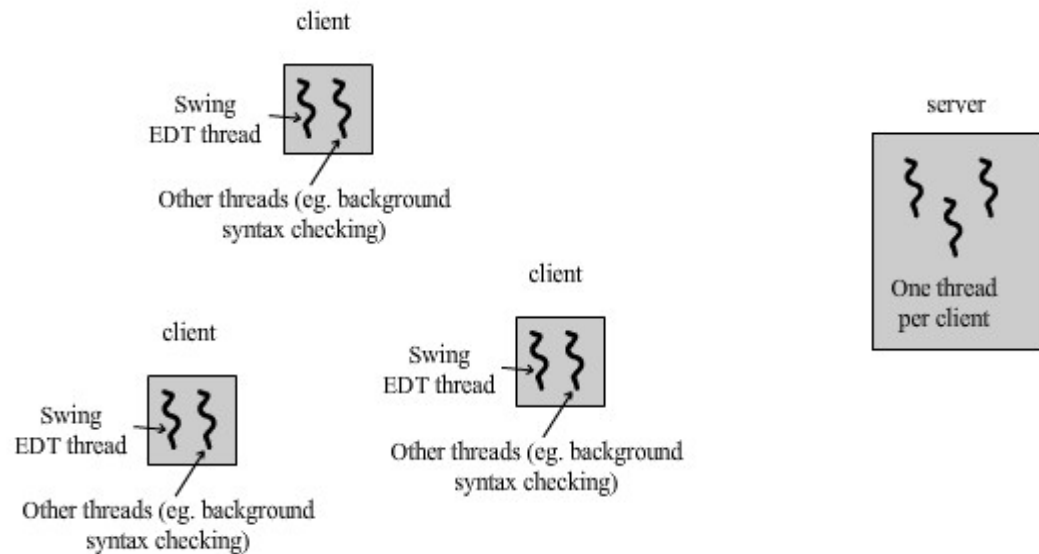 client
Swing
EDT thread
Other threads (eg. background
syntax checking)
server
One thread
per client
client
Swing
EDT thread
Other threads (eg. background
syntax checking)
client
Swing
EDT thread
Other threads (eg. background
syntax checking)